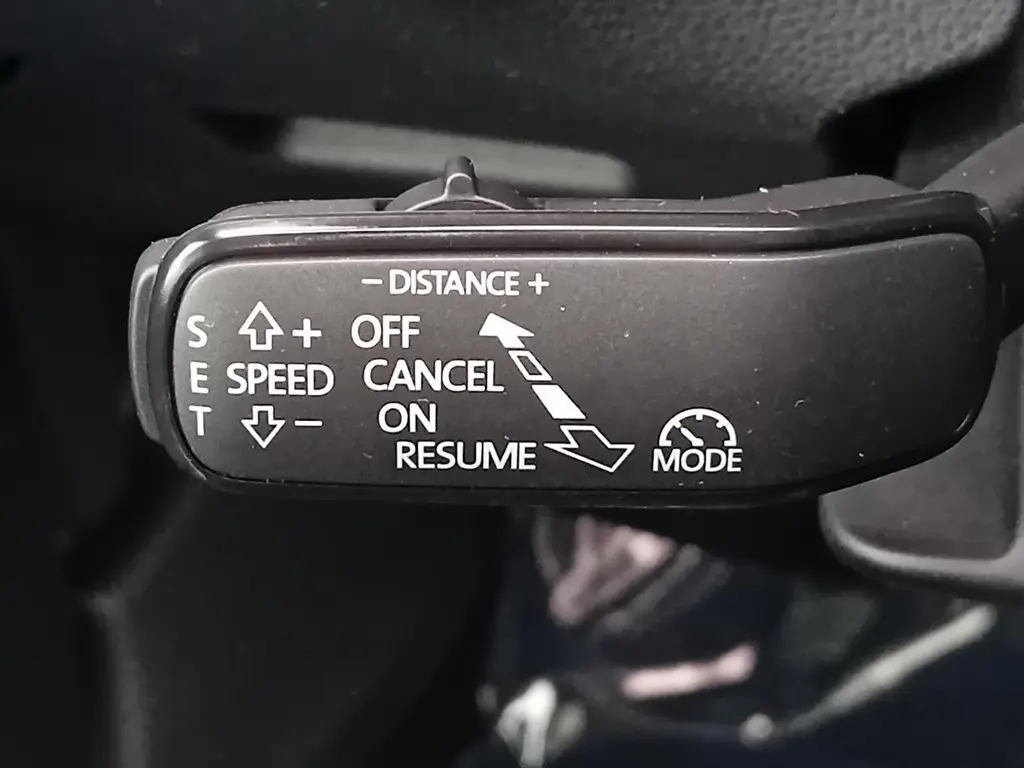 - DISTANCE +
S + OFF
E SPEED CANCEL
T - ON
RESUME
MODE